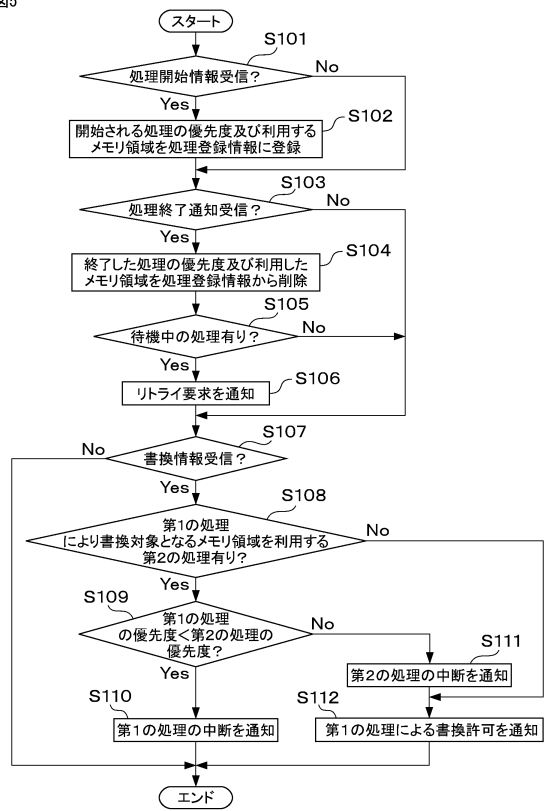 図5
スタート
S101
処理開始情報受信？
No
Yes
S102
開始される処理の優先度及び利用する
メモリ領域を処理登録情報に登録
S103
処理終了通知受信？
No
Yes
S104
終了した処理の優先度及び利用した
メモリ領域を処理登録情報から削除
S105
待機中の処理有り？
No
Yes
S106
リトライ要求を通知
S107
No
書換情報受信？
Yes
S108
第1の処理
により書換対象となるメモリ領域を利用する
第2の処理有り？
No
Yes
S109
第1の処理
の優先度＜第2の処理の
優先度？
No
Yes
S111
第2の処理の中断を通知
S110
第1の処理の中断を通知
S112
第1の処理による書換許可を通知
エンド